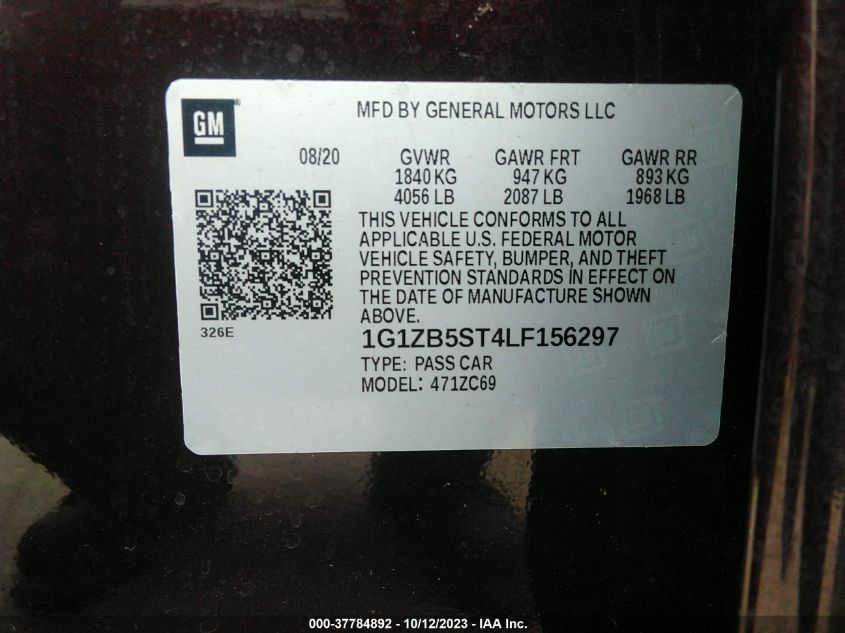 MFD BY GENERAL MOTORS LLC
GM®
08/20 GVWR GAWR FRT GAWR RR
1840 KG 947 KG 893 KG
4056 LB 2087 LB 1968 LB
THIS VEHICLE CONFORMS TO ALL
APPLICABLE U.S. FEDERAL MOTOR
VEHICLE SAFETY, BUMPER, AND THEFT
PREVENTION STANDARDS IN EFFECT ON
THE DATE OF MANUFACTURE SHOWN
ABOVE.
326E
1G1ZB5ST4LF156297
TYPE: PASS CAR
MODEL: 471ZC69
000-37784892 - 10/12/2023 - IAA Inc.